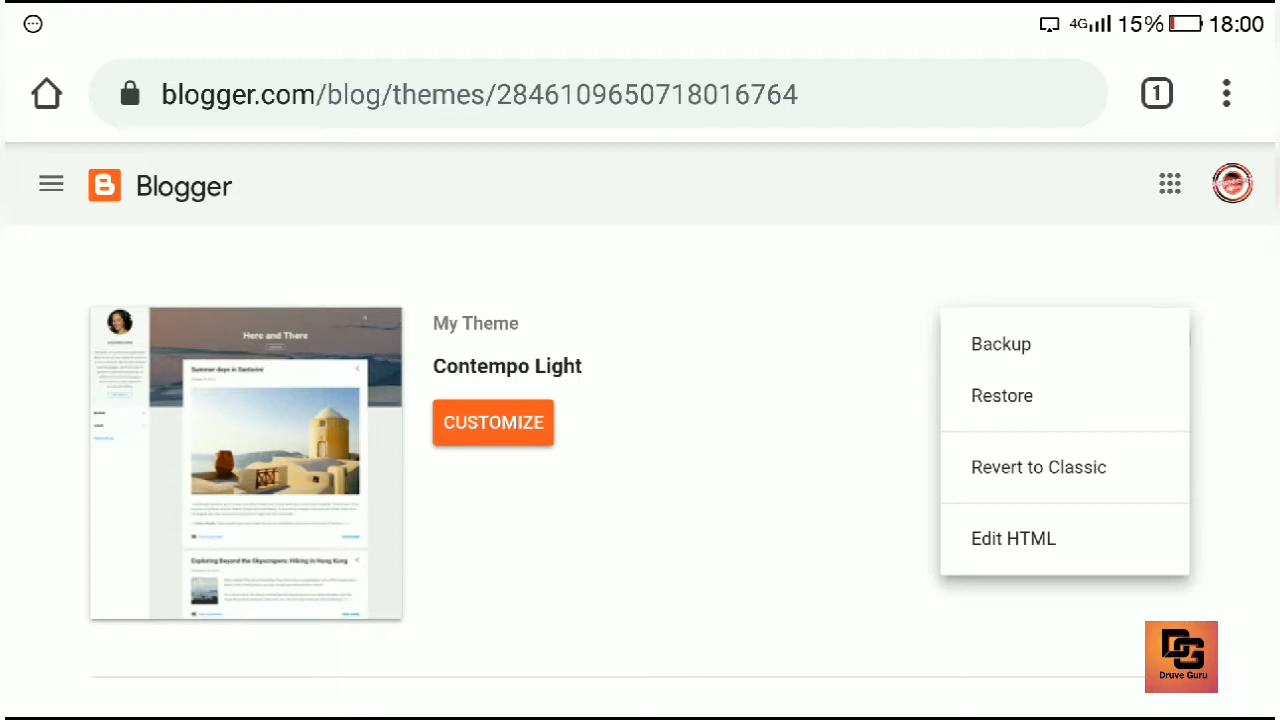 4G 15% 18:00
blogger.com/blog/themes/2846109650718016764
1
Blogger
My Theme
Contempo Light
CUSTOMIZE
Here and There
Summer days in Santorini
Exploring Beyond the Skyscrapers: Hiking in Hong Kong
Backup
Restore
Revert to Classic
Edit HTML
DG
Druve Guru